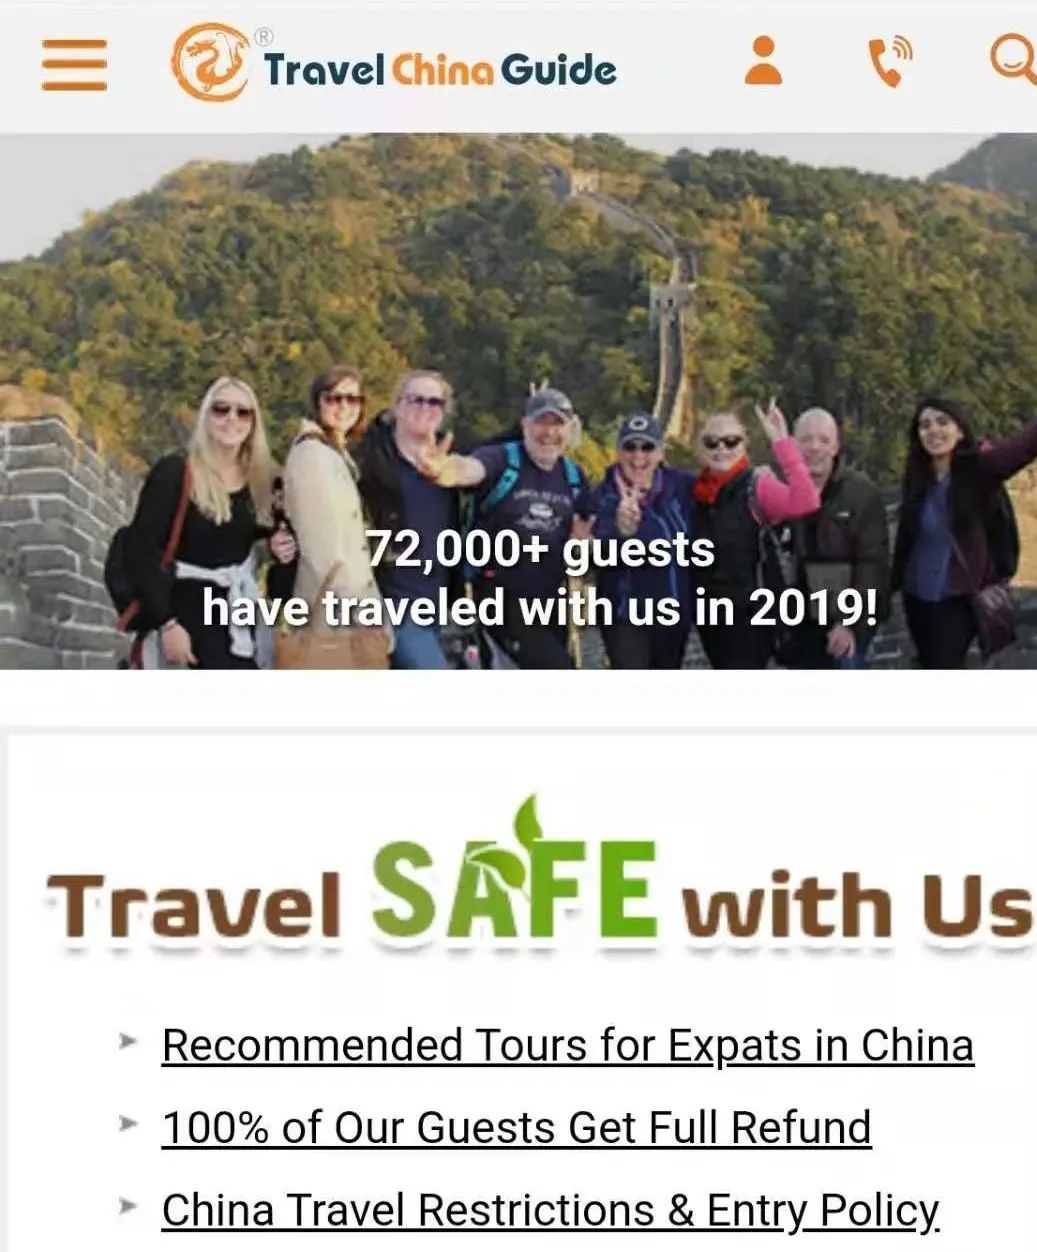 ® Travel China Guide
72,000+ guests
have traveled with us in 2019!
Travel SAFE with Us
Recommended Tours for Expats in China
100% of Our Guests Get Full Refund
China Travel Restrictions & Entry Policy